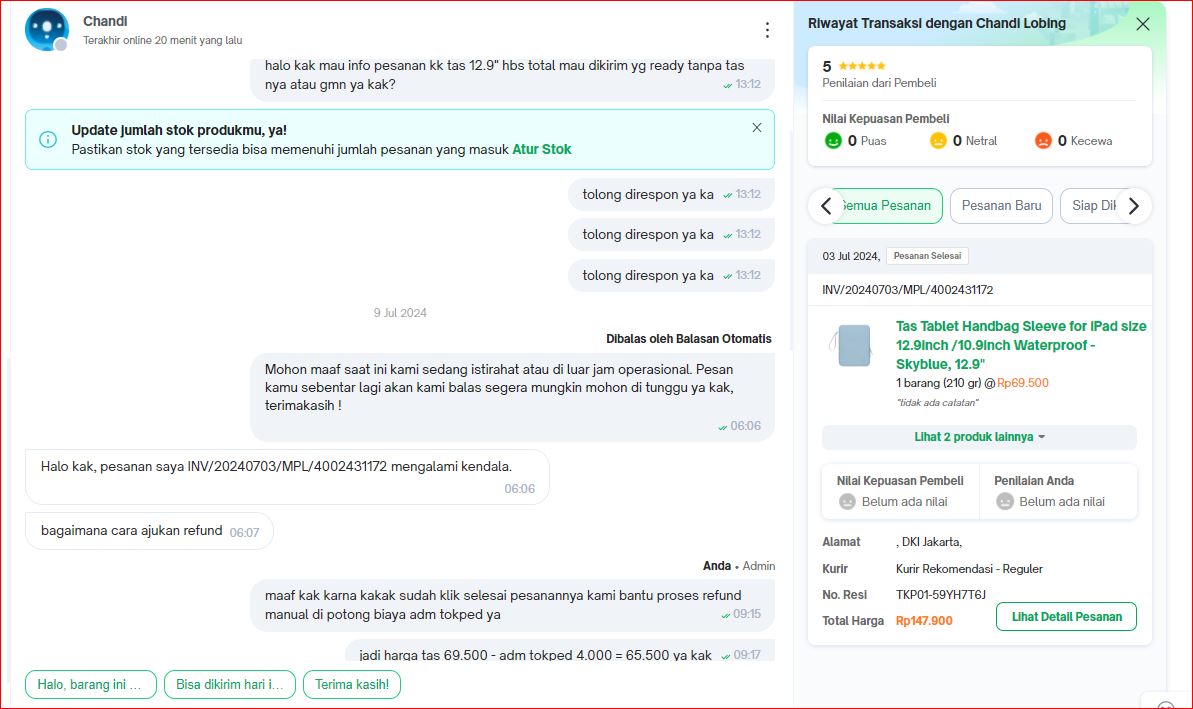 Chandi
Terakhir online 20 menit yang lalu
halo kak mau info pesanan kk tas 12.9" hbs total mau dikirim yg ready tanpa tas
nya atau gmn ya kak?
13:12
Update jumlah stok produkmu, ya!
Pastikan stok yang tersedia bisa memenuhi jumlah pesanan yang masuk Atur Stok
tolong direspon ya ka 13:12
tolong direspon ya ka 13:12
tolong direspon ya ka 13:12
9 Jul 2024
Dibalas oleh Balasan Otomatis
Mohon maaf saat ini kami sedang istirahat atau di luar jam operasional. Pesan
kamu sebentar lagi akan kami balas segera mungkin mohon di tunggu ya kak,
terimakasih !
06:06
Halo kak, pesanan saya INV/20240703/MPL/4002431172 mengalami kendala.
06:06
bagaimana cara ajukan refund 06:07
Anda • Admin
maaf kak karna kakak sudah klik selesai pesanannya kami bantu proses refund
manual di potong biaya adm tokped ya
09:15
jadi harga tas 69.500 - adm tokped 4.000 = 65.500 ya kak 09:17
Halo, barang ini ...
Bisa dikirim hari i...
Terima kasih!
Riwayat Transaksi dengan Chandi Lobing
5
Penilaian dari Pembeli
Nilai Kepuasan Pembeli
0 Puas
0 Netral
0 Kecewa
Semua Pesanan
Pesanan Baru
Siap Dik
03 Jul 2024, Pesanan Selesai
INV/20240703/MPL/4002431172
Tas Tablet Handbag Sleeve for iPad size
12.9inch /10.9inch Waterproof -
Skyblue, 12.9"
1 barang (210 gr) @ Rp69.500
"tidak ada catatan"
Lihat 2 produk lainnya
Nilai Kepuasan Pembeli
Belum ada nilai
Penilaian Anda
Belum ada nilai
Alamat , DKI Jakarta,
Kurir Kurir Rekomendasi - Reguler
No. Resi TKP01-59YH7T6J
Total Harga Rp147.900
Lihat Detail Pesanan